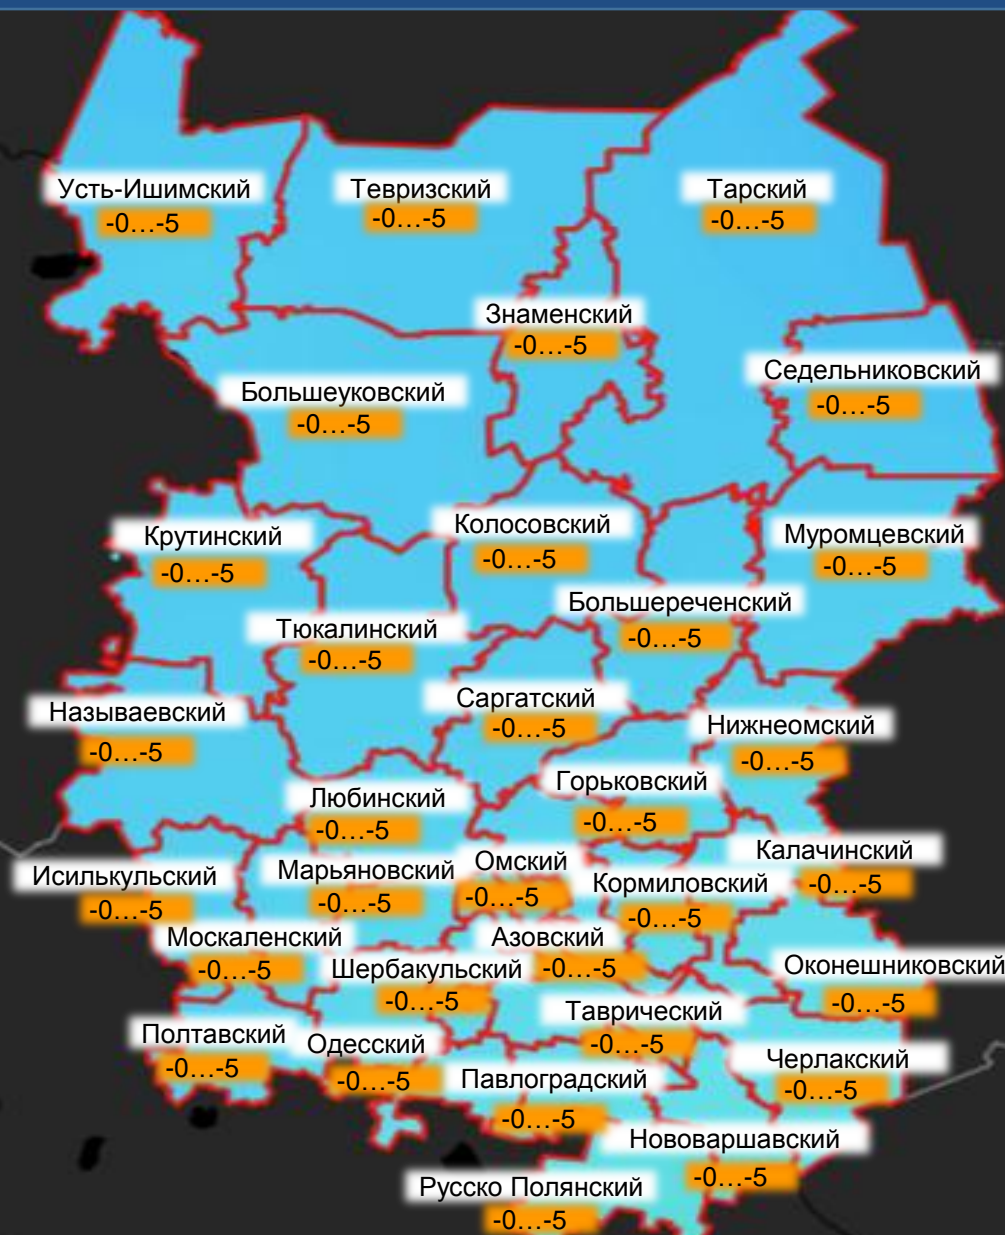 Усть-Ишимский
-0…-5
Тевризский
-0…-5
Тарский
-0…-5
Знаменский
-0…-5
Седельниковский
-0…-5
Большеуковский
-0…-5
Крутинский
-0…-5
Колосовский
-0…-5
Муромцевский
-0…-5
Большереченский
-0…-5
Тюкалинский
-0…-5
Саргатский
-0…-5
Называевский
-0…-5
Нижнеомский
-0…-5
Горьковский
-0…-5
Любинский
-0…-5
Калачинский
-0…-5
Исилькульский
-0…-5
Марьяновский
-0…-5
Омский
-0…-5
Кормиловский
-0…-5
Москаленский
-0…-5
Азовский
-0…-5
Шербакульский
-0…-5
Оконешниковский
-0…-5
Таврический
-0…-5
Полтавский
-0…-5
Одесский
-0…-5
Черлакский
-0…-5
Павлоградский
-0…-5
Нововаршавский
-0…-5
Русско Полянский
-0…-5